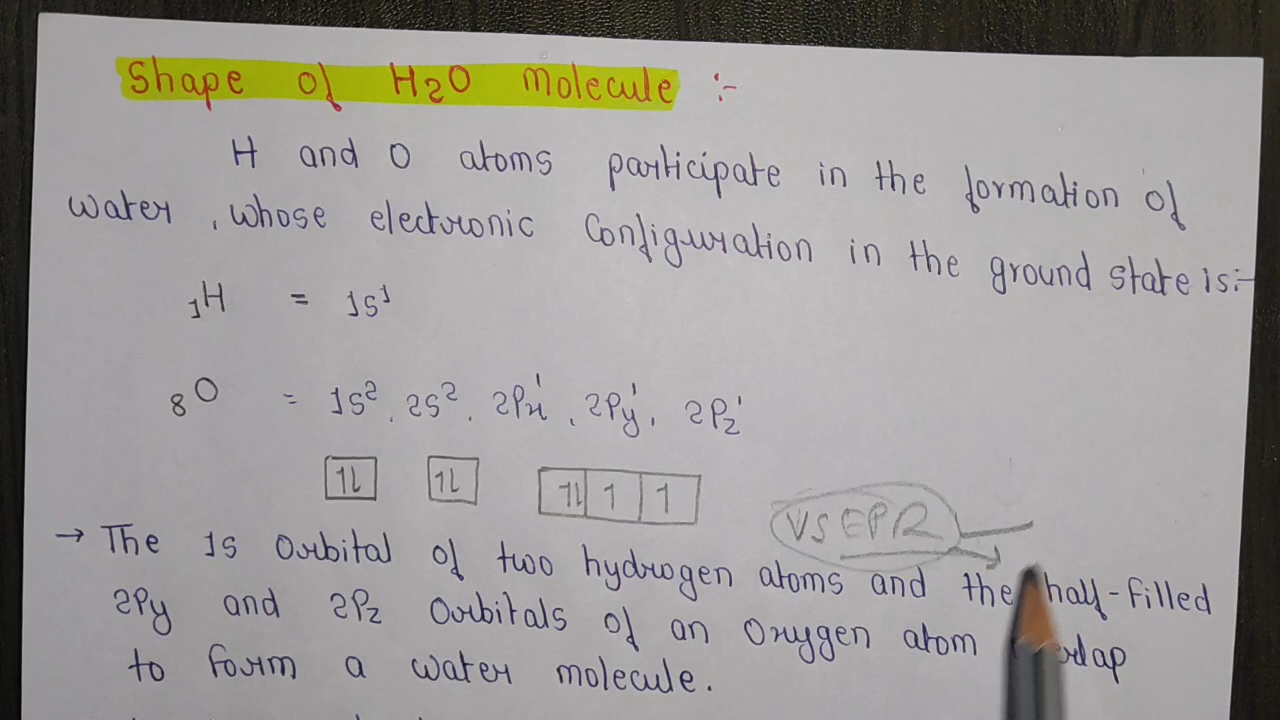 Shape of H2O Molecule :-
H and O atoms participate in the formation of
water, whose electronic configuration in the ground state is:-
₁H = 1s¹
₈O = 1s², 2s², 2Px¹, 2Py¹, 2Pz¹
1l 1l 1l 1 1
VSEPR
→ The 1s orbital of two hydrogen atoms and the half-filled
2Py and 2Pz orbitals of an oxygen atom
to form a water molecule.